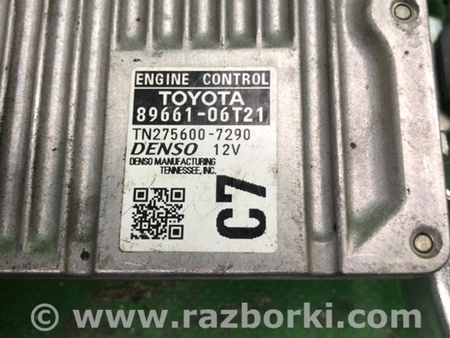 ENGINE CONTROL
TOYOTA
89661-06T21
TN275600-7290
DENSO 12V
DENSO MANUFACTURING
TENNESSEE, INC.
C7
© www.razborki.com